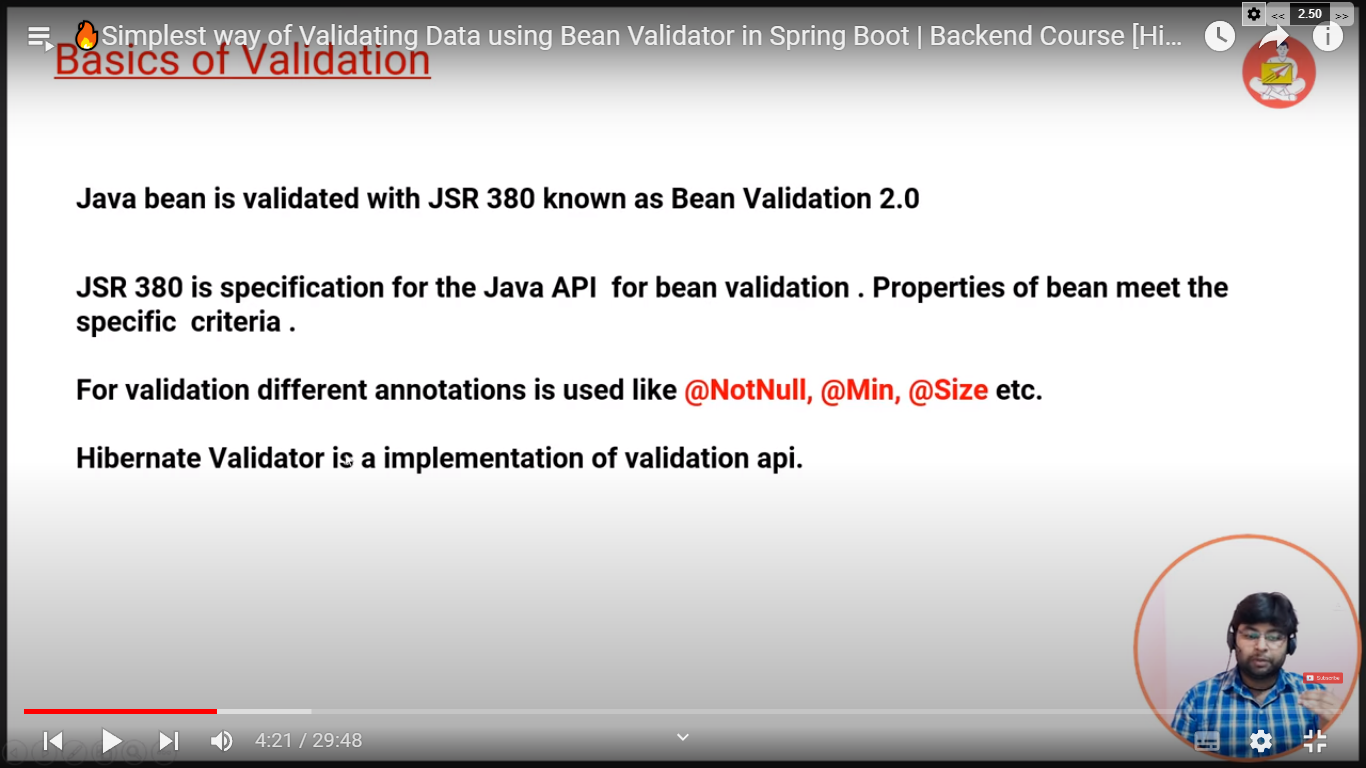 2.50
<< >>
🔥Simplest way of Validating Data using Bean Validator in Spring Boot | Backend Course [Hi...
Basics of Validation
Java bean is validated with JSR 380 known as Bean Validation 2.0
JSR 380 is specification for the Java API for bean validation . Properties of bean meet the
specific criteria .
For validation different annotations is used like @NotNull, @Min, @Size etc.
Hibernate Validator is a implementation of validation api.
Subscribe
4:21 / 29:48